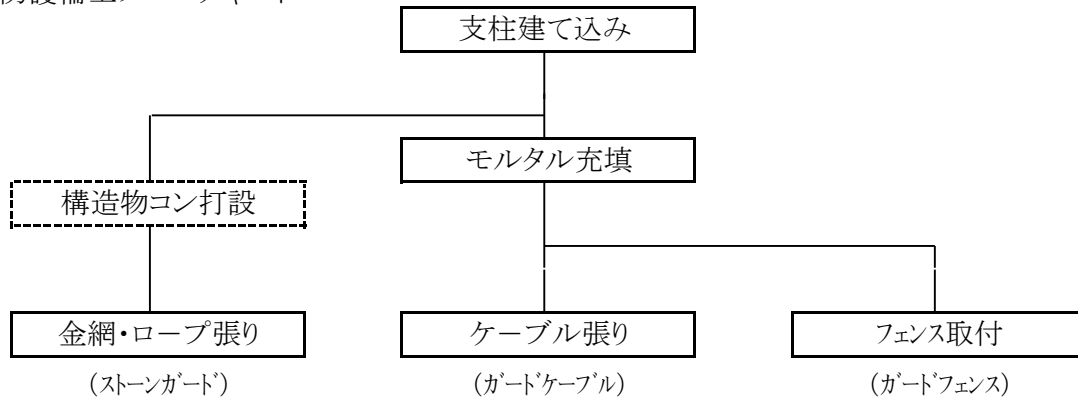 支柱建て込み
モルタル充填
構造物コン打設
金網・ロープ張り
ケーブル張り
フェンス取付
(ストーンガード)
(ガードケーブル)
(ガードフェンス)